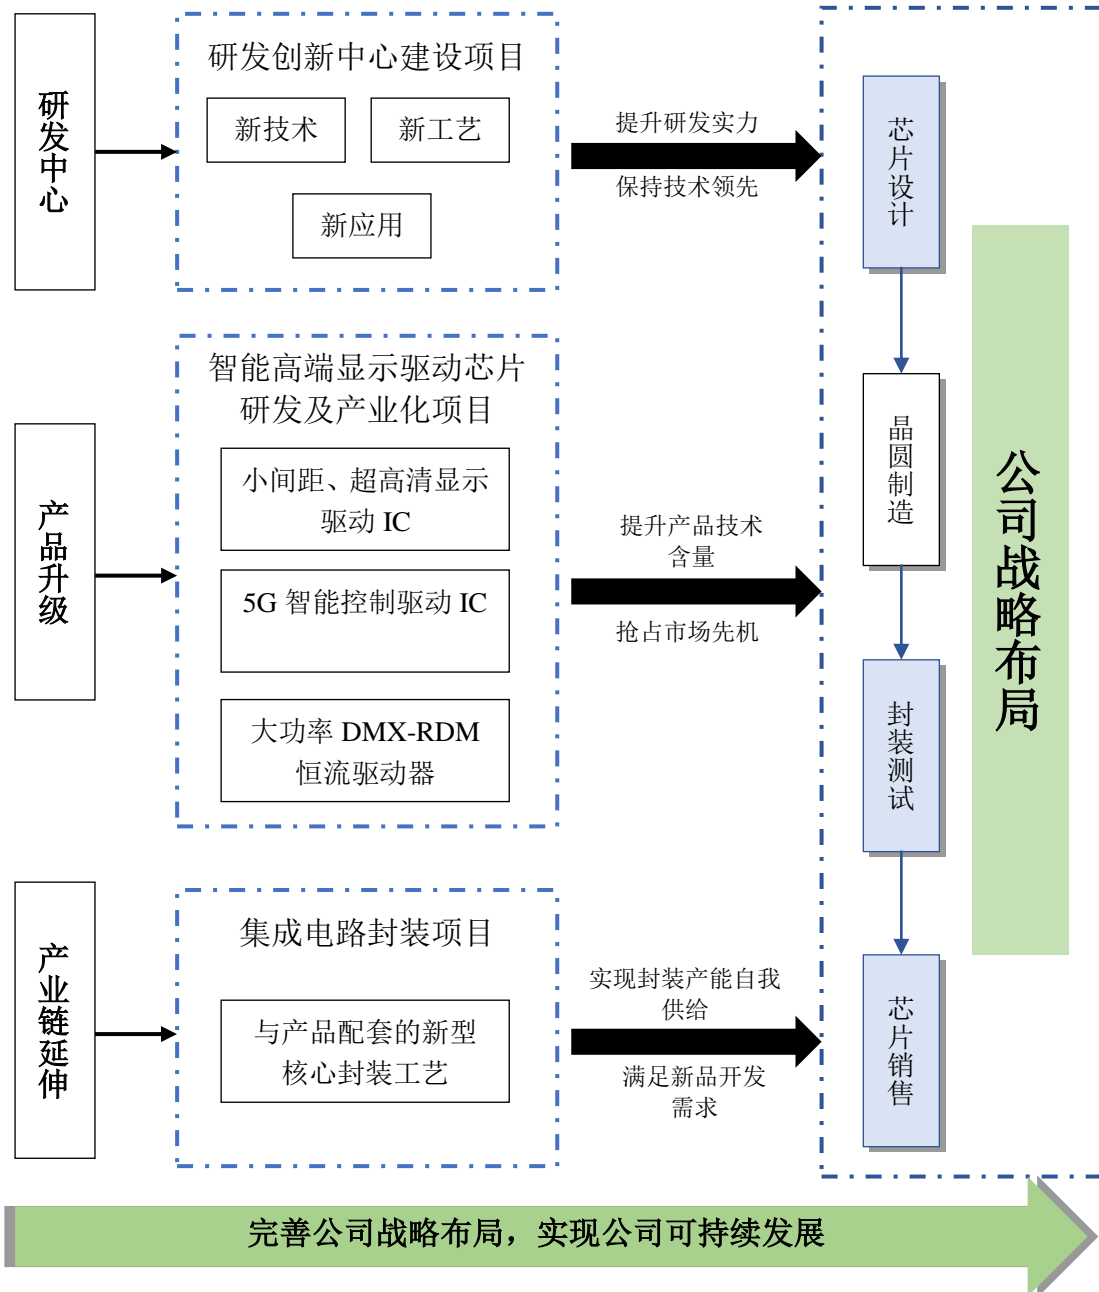 研发中心
研发创新中心建设项目
新技术
新工艺
新应用
提升研发实力
保持技术领先
产品升级
智能高端显示驱动芯片
研发及产业化项目
小间距、超高清显示
驱动 IC
5G 智能控制驱动 IC
大功率 DMX-RDM
恒流驱动器
提升产品技术
含量
抢占市场先机
产业链延伸
集成电路封装项目
与产品配套的新型
核心封装工艺
实现封装产能自我
供给
满足新品开发
需求
芯片设计
晶圆制造
封装测试
芯片销售
公司战略布局
完善公司战略布局，实现公司可持续发展